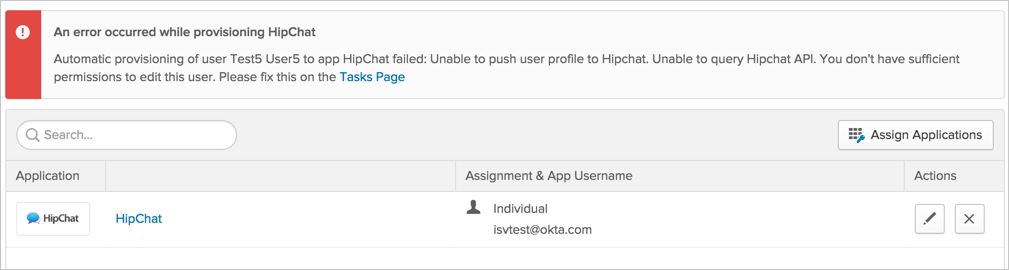 An error occurred while provisioning HipChat
Automatic provisioning of user Test5 User5 to app HipChat failed: Unable to push user profile to Hipchat. Unable to query Hipchat API. You don't have sufficient
permissions to edit this user. Please fix this on the Tasks Page
Search...
Assign Applications
Application
Assignment & App Username
Actions
HipChat
HipChat
Individual
isvtest@okta.com